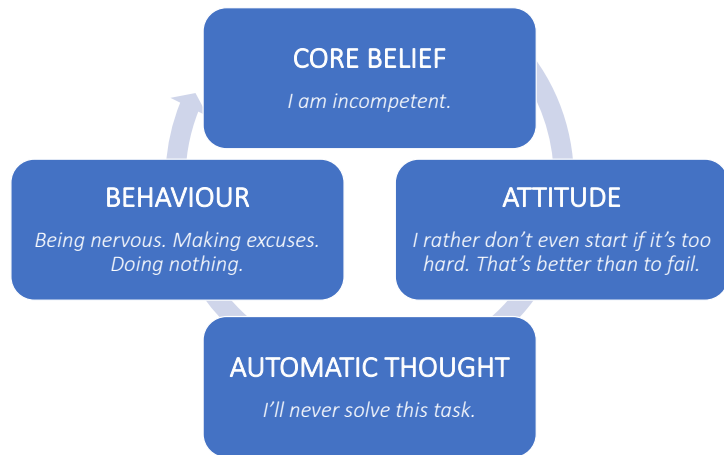 CORE BELIEF
I am incompetent.
BEHAVIOUR
Being nervous. Making excuses.
Doing nothing.
ATTITUDE
I rather don't even start if it's too
hard. That's better than to fail.
AUTOMATIC THOUGHT
I'll never solve this task.